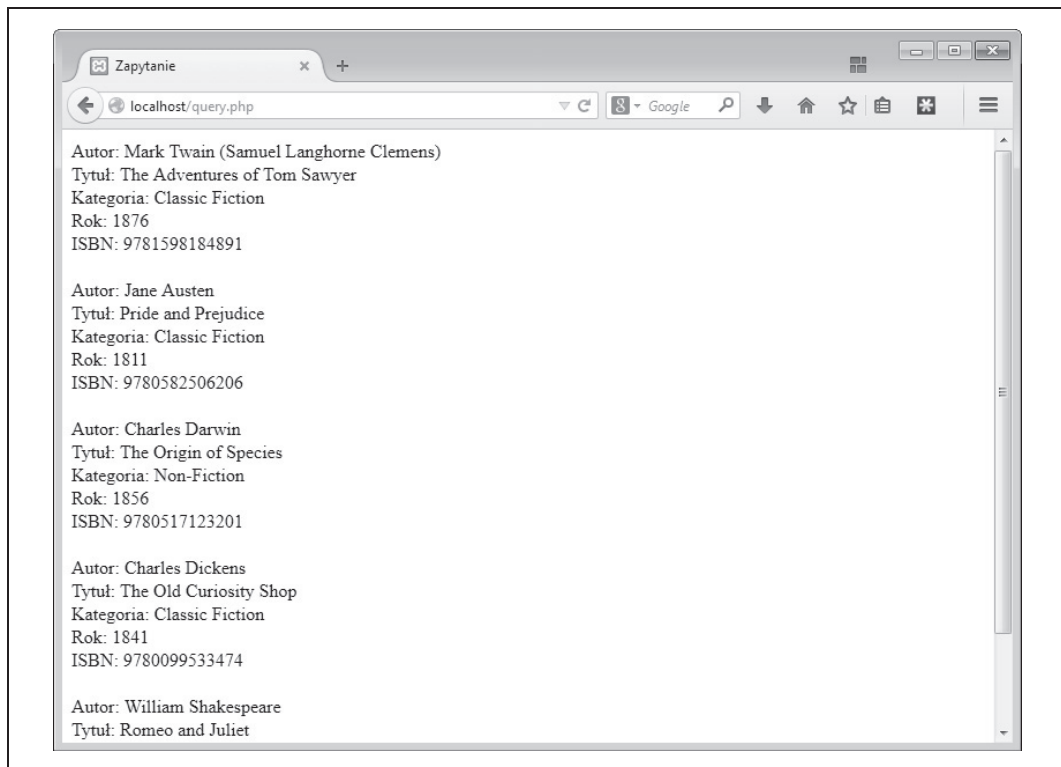 Zapytanie
localhost/query.php
Google
Autor: Mark Twain (Samuel Langhorne Clemens)
Tytuł: The Adventures of Tom Sawyer
Kategoria: Classic Fiction
Rok: 1876
ISBN: 9781598184891
Autor: Jane Austen
Tytuł: Pride and Prejudice
Kategoria: Classic Fiction
Rok: 1811
ISBN: 9780582506206
Autor: Charles Darwin
Tytuł: The Origin of Species
Kategoria: Non-Fiction
Rok: 1856
ISBN: 9780517123201
Autor: Charles Dickens
Tytuł: The Old Curiosity Shop
Kategoria: Classic Fiction
Rok: 1841
ISBN: 9780099533474
Autor: William Shakespeare
Tytuł: Romeo and Juliet